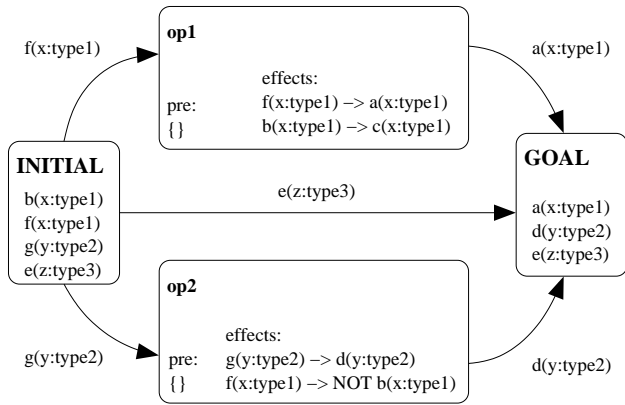 f(x:type1)
op1
effects:
pre:
f(x:type1) –> a(x:type1)
{}
b(x:type1) –> c(x:type1)
a(x:type1)
INITIAL
b(x:type1)
f(x:type1)
g(y:type2)
e(z:type3)
e(z:type3)
GOAL
a(x:type1)
d(y:type2)
e(z:type3)
g(y:type2)
op2
effects:
pre:
g(y:type2) –> d(y:type2)
{}
f(x:type1) –> NOT b(x:type1)
d(y:type2)